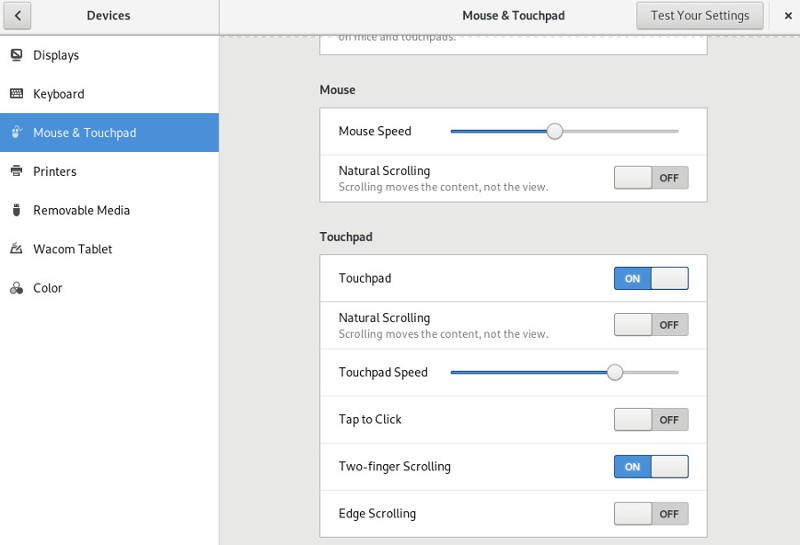 Devices
Mouse & Touchpad
Test Your Settings
Displays
Keyboard
Mouse & Touchpad
Printers
Removable Media
Wacom Tablet
Color
on mice and touchpads.
Mouse
Mouse Speed
Natural Scrolling
OFF
Scrolling moves the content, not the view.
Touchpad
Touchpad
ON
Natural Scrolling
OFF
Scrolling moves the content, not the view.
Touchpad Speed
Tap to Click
OFF
Two-finger Scrolling
ON
Edge Scrolling
OFF